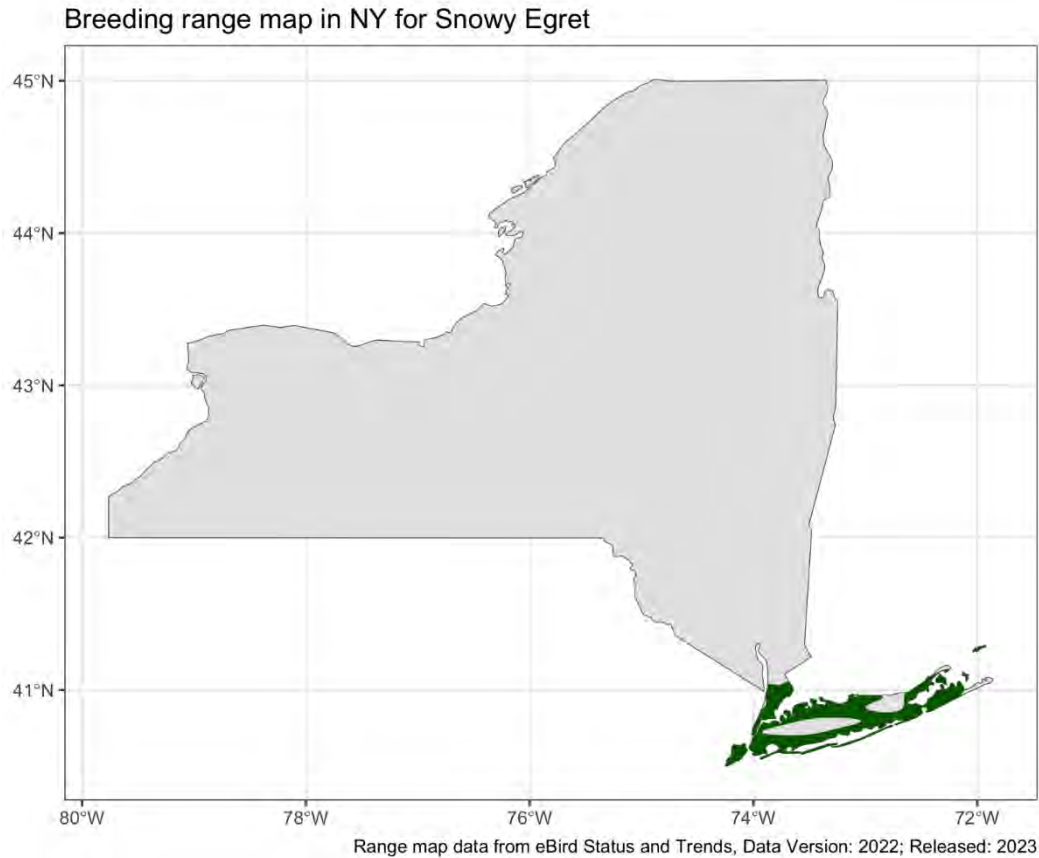 Breeding range map in NY for Snowy Egret
45°N
44°N
43°N
42°N
41°N
80°W
78°W
76°W
74°W
72°W
Range map data from eBird Status and Trends, Data Version: 2022; Released: 2023